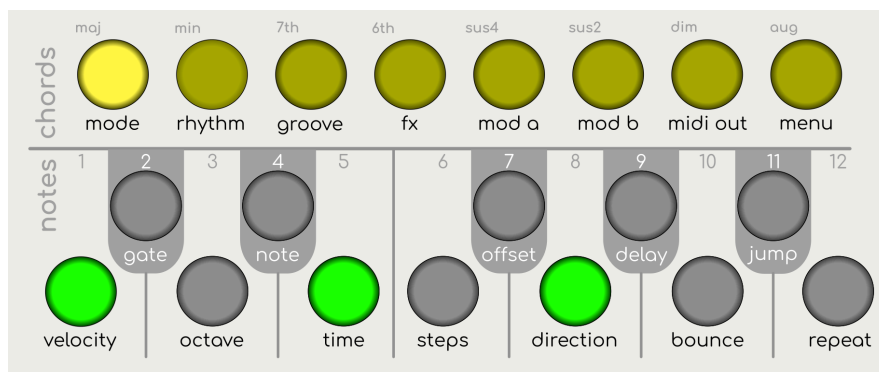 maj min 7th 6th sus4 sus2 dim aug
chords
mode rhythm groove fx mod a mod b midi out menu
notes
1 2 3 4 5 6 7 8 9 10 11 12
gate note offset delay jump
velocity octave time steps direction bounce repeat